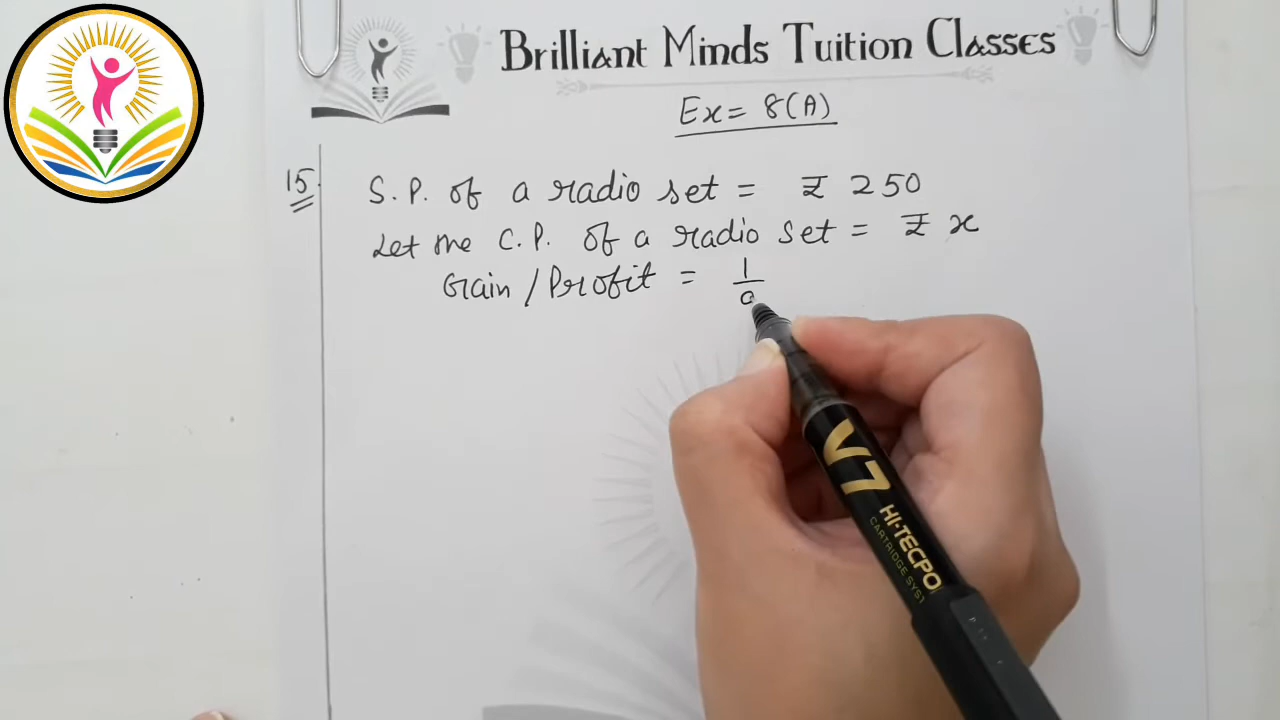 Brilliant Minds Tuition Classes
Ex = 8(A)
15.
S.P. of a radio set = ₹ 250
Let the C.P. of a radio set = ₹ x
Gain / Profit = 1/
V7
HI-TECPO
CARTRIDGE SYST